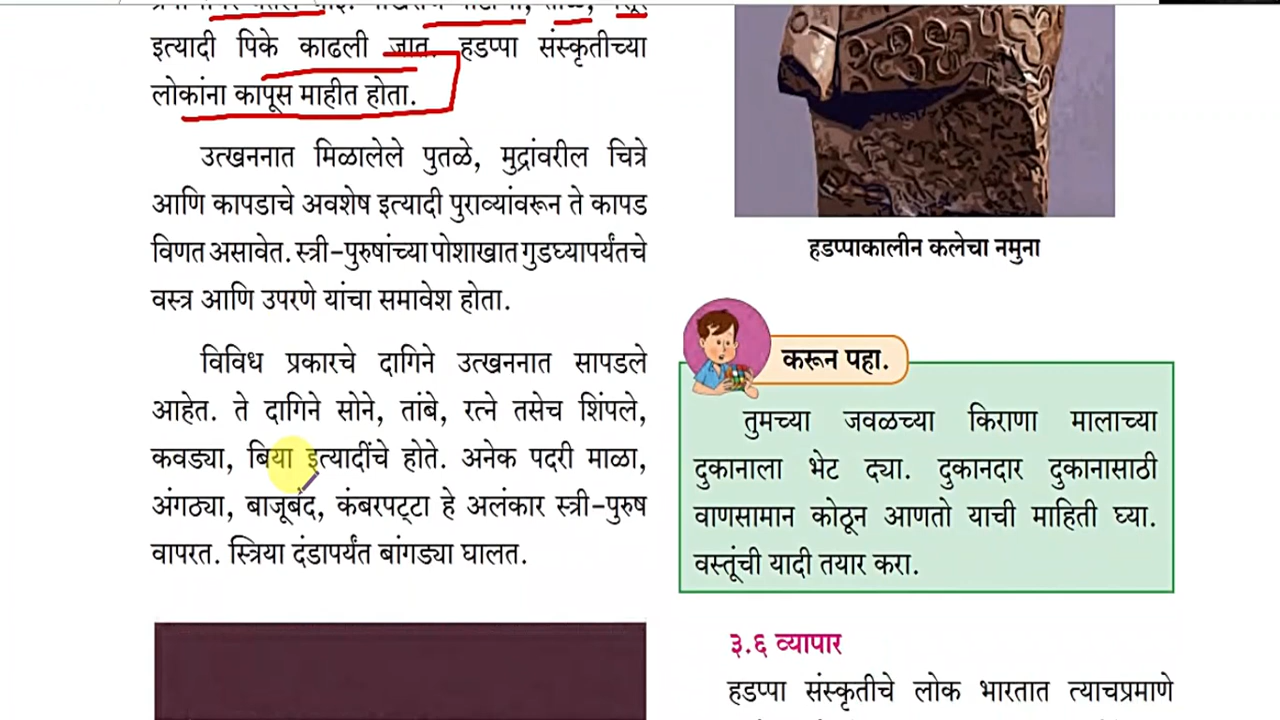 इत्यादी पिके काढली जात. हडप्पा संस्कृतीच्या
लोकांना कापूस माहीत होता.
उत्खननात मिळालेले पुतळे, मुद्रांवरील चित्रे
आणि कापडाचे अवशेष इत्यादी पुराव्यांवरून ते कापड
विणत असावेत. स्त्री-पुरुषांच्या पोशाखात गुडघ्यापर्यंतचे
वस्त्र आणि उपरणे यांचा समावेश होता.
विविध प्रकारचे दागिने उत्खननात सापडले
आहेत. ते दागिने सोने, तांबे, रत्ने तसेच शिंपले,
कवड्या, बिया इत्यादींचे होते. अनेक पदरी माळा,
अंगठ्या, बाजूबंद, कंबरपट्टा हे अलंकार स्त्री-पुरुष
वापरत. स्त्रिया दंडापर्यंत बांगड्या घालत.
हडप्पाकालीन कलेचा नमुना
करून पहा.
तुमच्या जवळच्या किराणा मालाच्या
दुकानाला भेट द्या. दुकानदार दुकानासाठी
वाणसामान कोठून आणतो याची माहिती घ्या.
वस्तूंची यादी तयार करा.
३.६ व्यापार
हडप्पा संस्कृतीचे लोक भारतात त्याचप्रमाणे